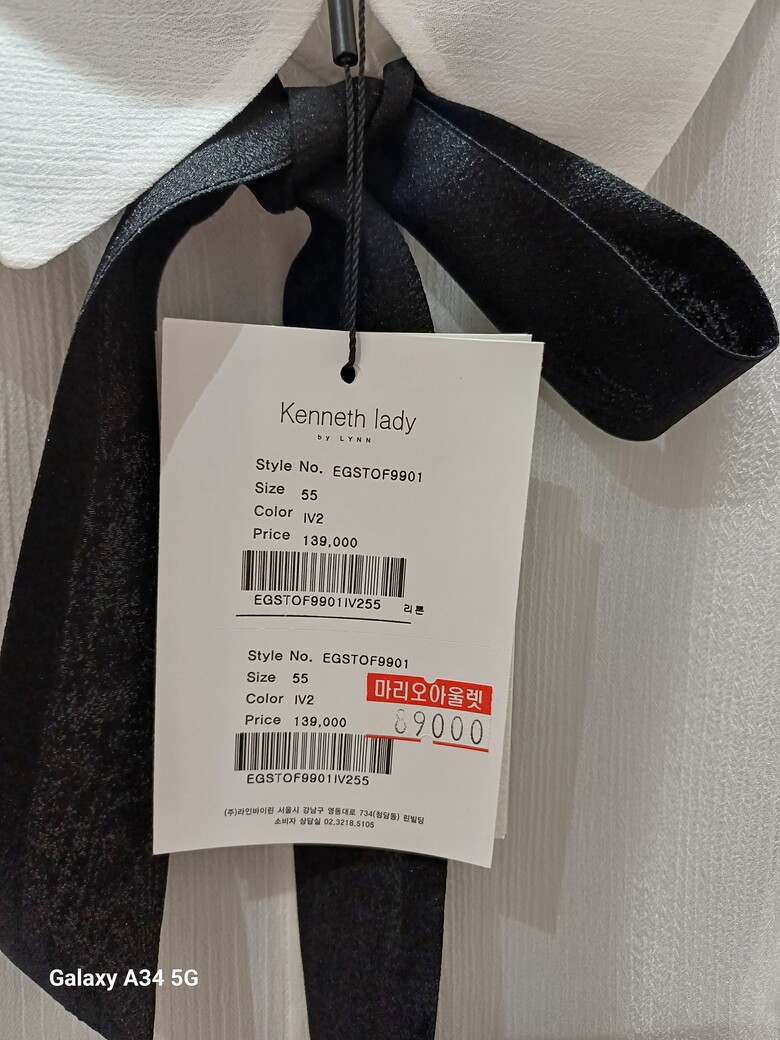 Kenneth lady
by LYNN
Style No. EGSTOF9901
Size 55
Color IV2
Price 139,000
EGSTOF9901IV255 리론
Style No. EGSTOF9901
Size 55
Color IV2
Price 139,000
마리오아울렛
89000
EGSTOF9901IV255
(주)라인바이린 서울시 강남구 영동대로 734(청담동) 린빌딩
소비자 상담실 02.3218.5105
Galaxy A34 5G